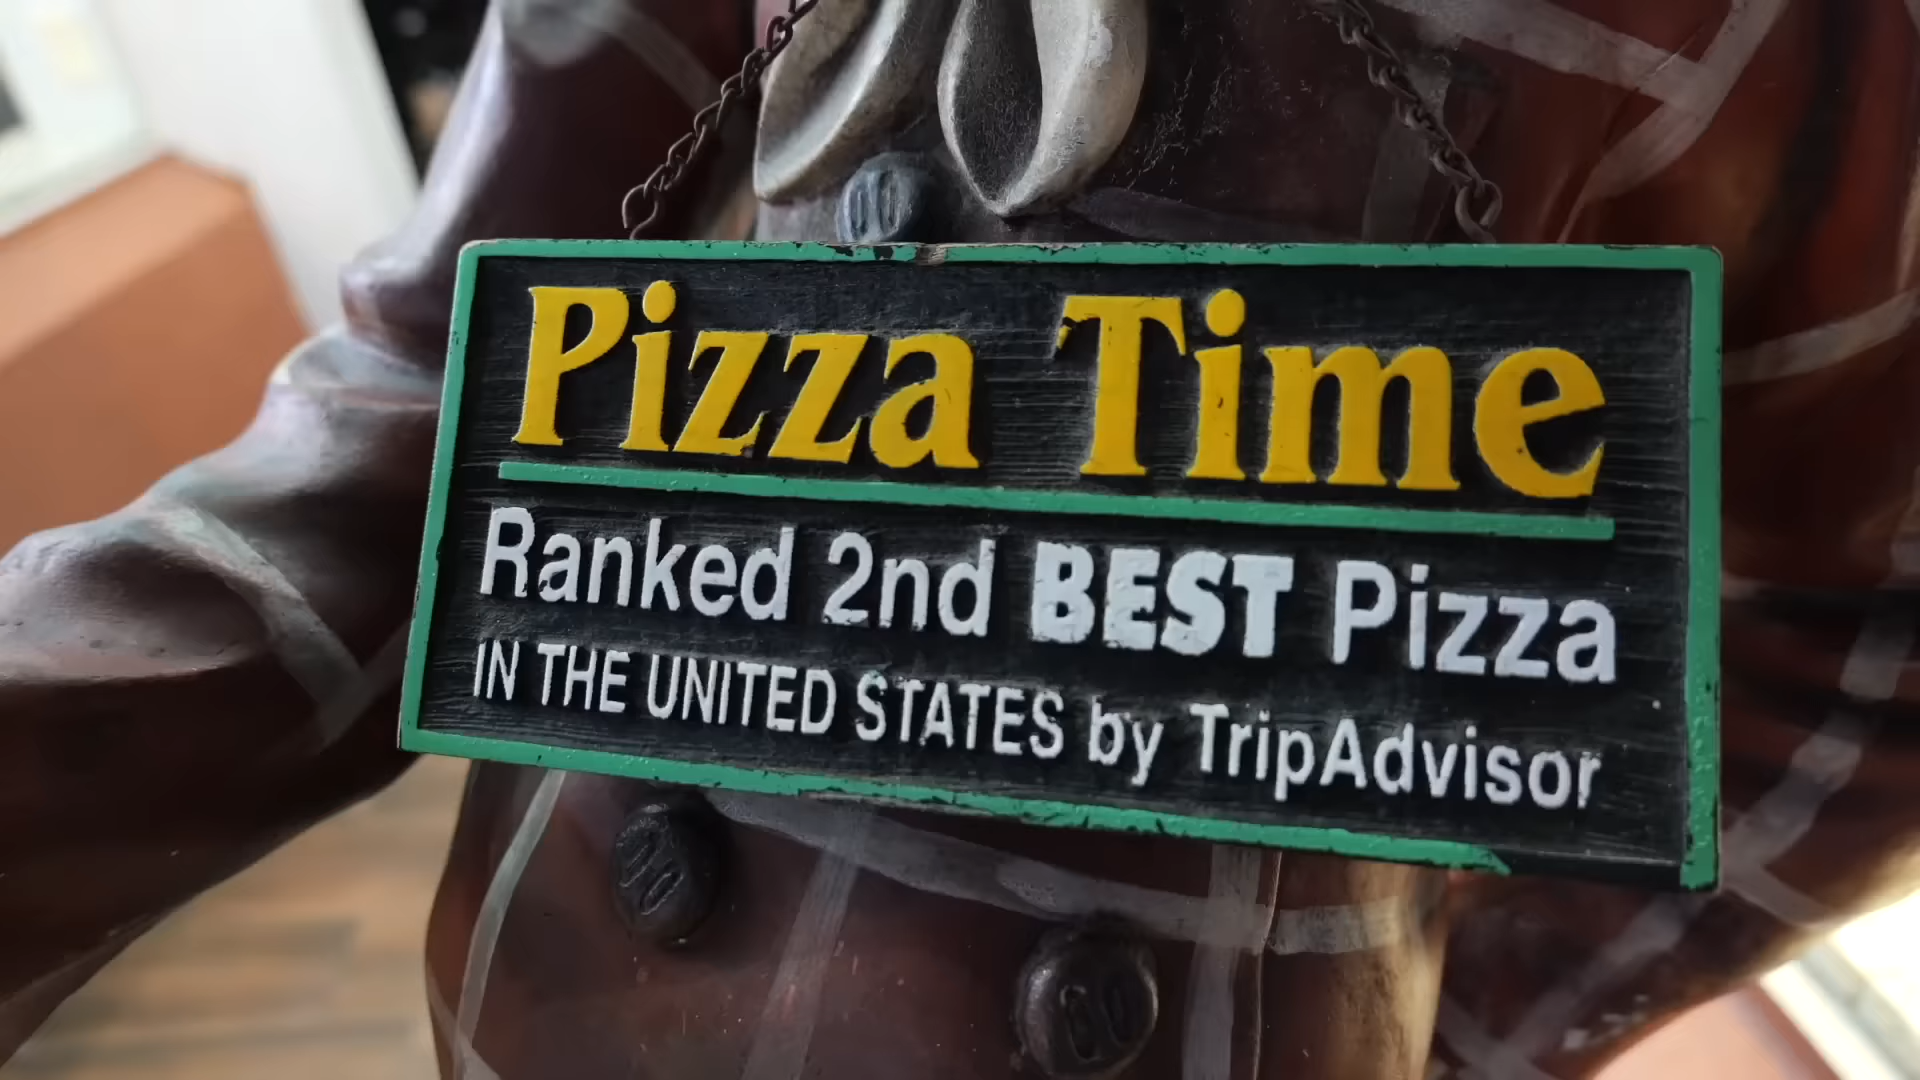 Pizza Time
Ranked 2nd BEST Pizza
IN THE UNITED STATES by TripAdvisor